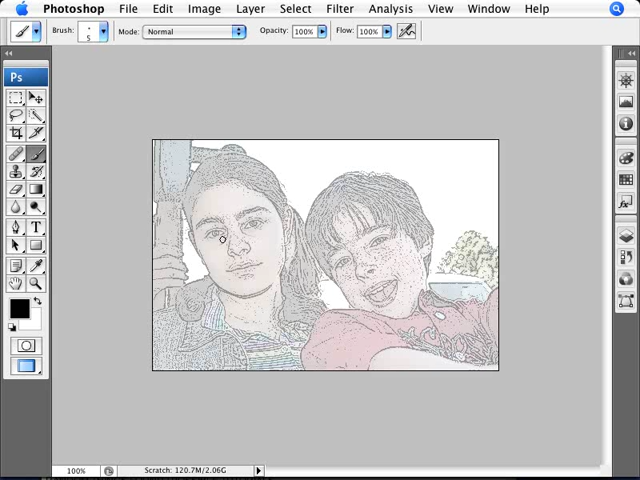 Photoshop File Edit Image Layer Select Filter Analysis View Window Help
Brush: 5 Mode: Normal Opacity: 100% Flow: 100%
Ps
T
100% Scratch: 120.7M/2.06G